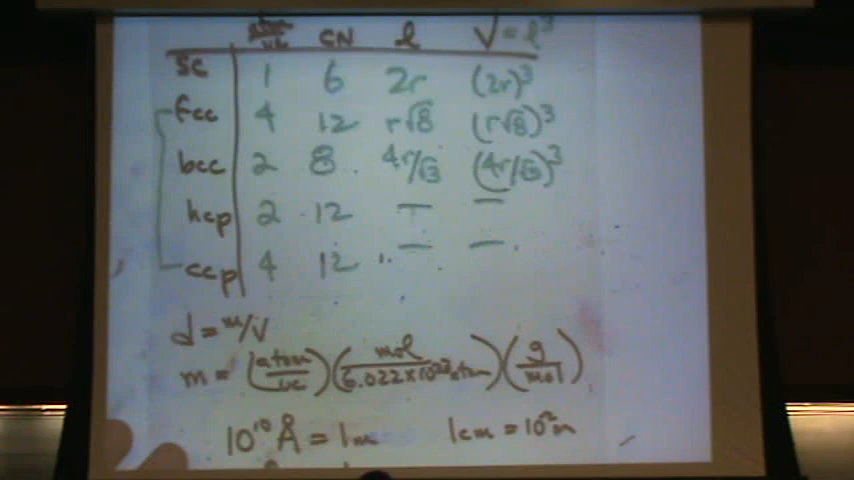 atom/uc CN l V = l³
sc 1 6 2r (2r)³
fcc 4 12 r√8 (r√8)³
bcc 2 8 4r/√3 (4r/√3)³
hcp 2 12 — —
ccp 4 12 — —
d = m/V
m = (atom/uc)(mol/6.022×10²³ atom)(g/mol)
10¹⁰ Å = 1m 1cm = 10⁻²m